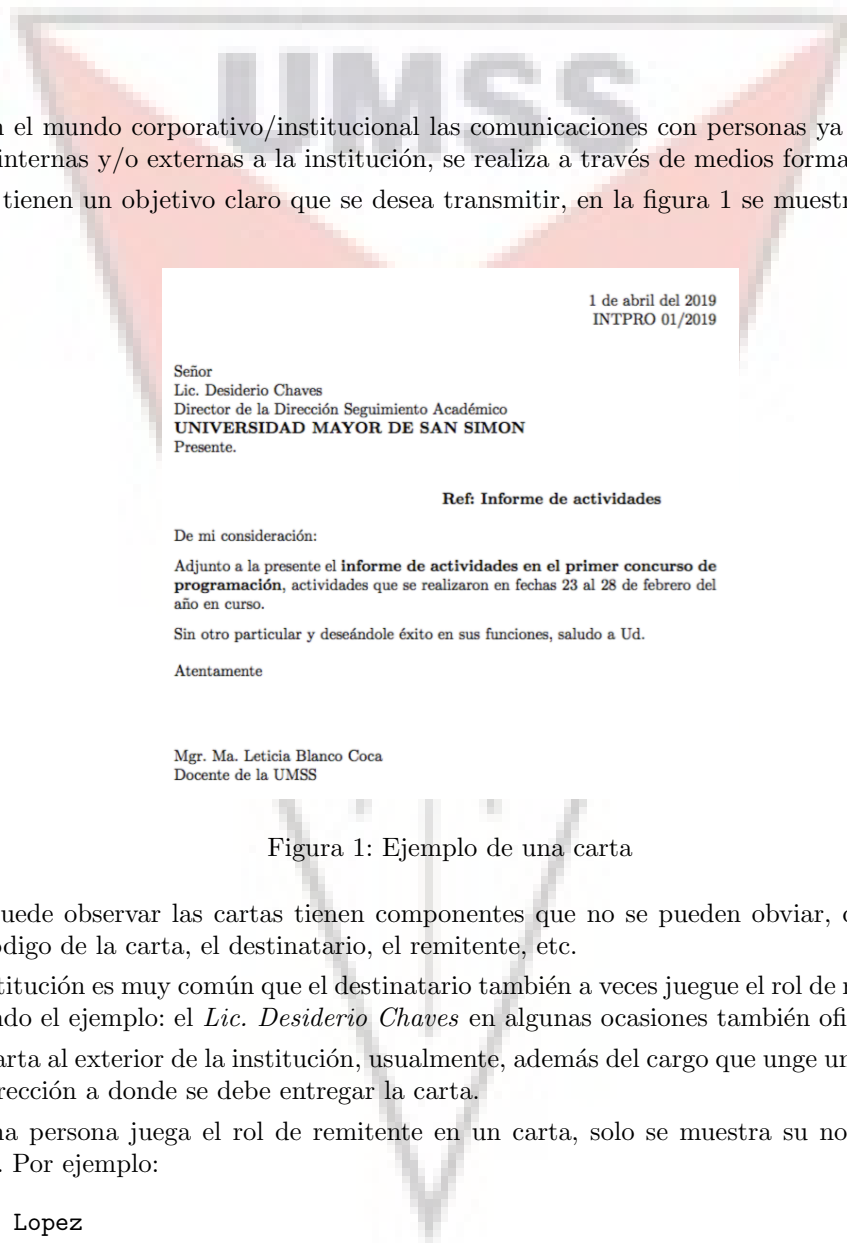 UMSS
el mundo corporativo/institucional las comunicaciones con personas ya
internas y/o externas a la institución, se realiza a través de medios forma
tienen un objetivo claro que se desea transmitir, en la figura 1 se muestr
1 de abril del 2019
INTPRO 01/2019
Señor
Lic. Desiderio Chaves
Director de la Dirección Seguimiento Académico
UNIVERSIDAD MAYOR DE SAN SIMON
Presente.
Ref: Informe de actividades
De mi consideración:
Adjunto a la presente el informe de actividades en el primer concurso de
programación, actividades que se realizaron en fechas 23 al 28 de febrero del
año en curso.
Sin otro particular y deseándole éxito en sus funciones, saludo a Ud.
Atentamente
Mgr. Ma. Leticia Blanco Coca
Docente de la UMSS
Figura 1: Ejemplo de una carta
uede observar las cartas tienen componentes que no se pueden obviar,
digo de la carta, el destinatario, el remitente, etc.
titución es muy común que el destinatario también a veces juegue el rol de
ndo el ejemplo: el Lic. Desiderio Chaves en algunas ocasiones también ofi
arta al exterior de la institución, usualmente, además del cargo que unge un
rección a donde se debe entregar la carta.
na persona juega el rol de remitente en un carta, solo se muestra su no
. Por ejemplo:
Lopez